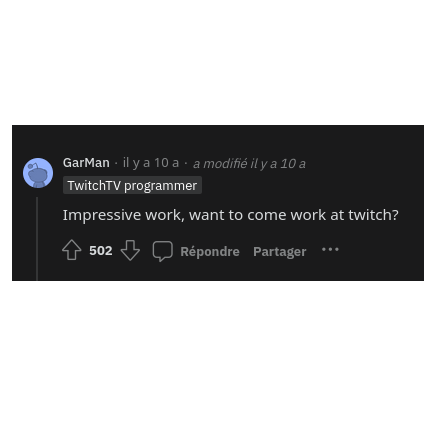 GarMan · il y a 10 a · a modifié il y a 10 a
TwitchTV programmer
Impressive work, want to come work at twitch?
502 Répondre Partager ...